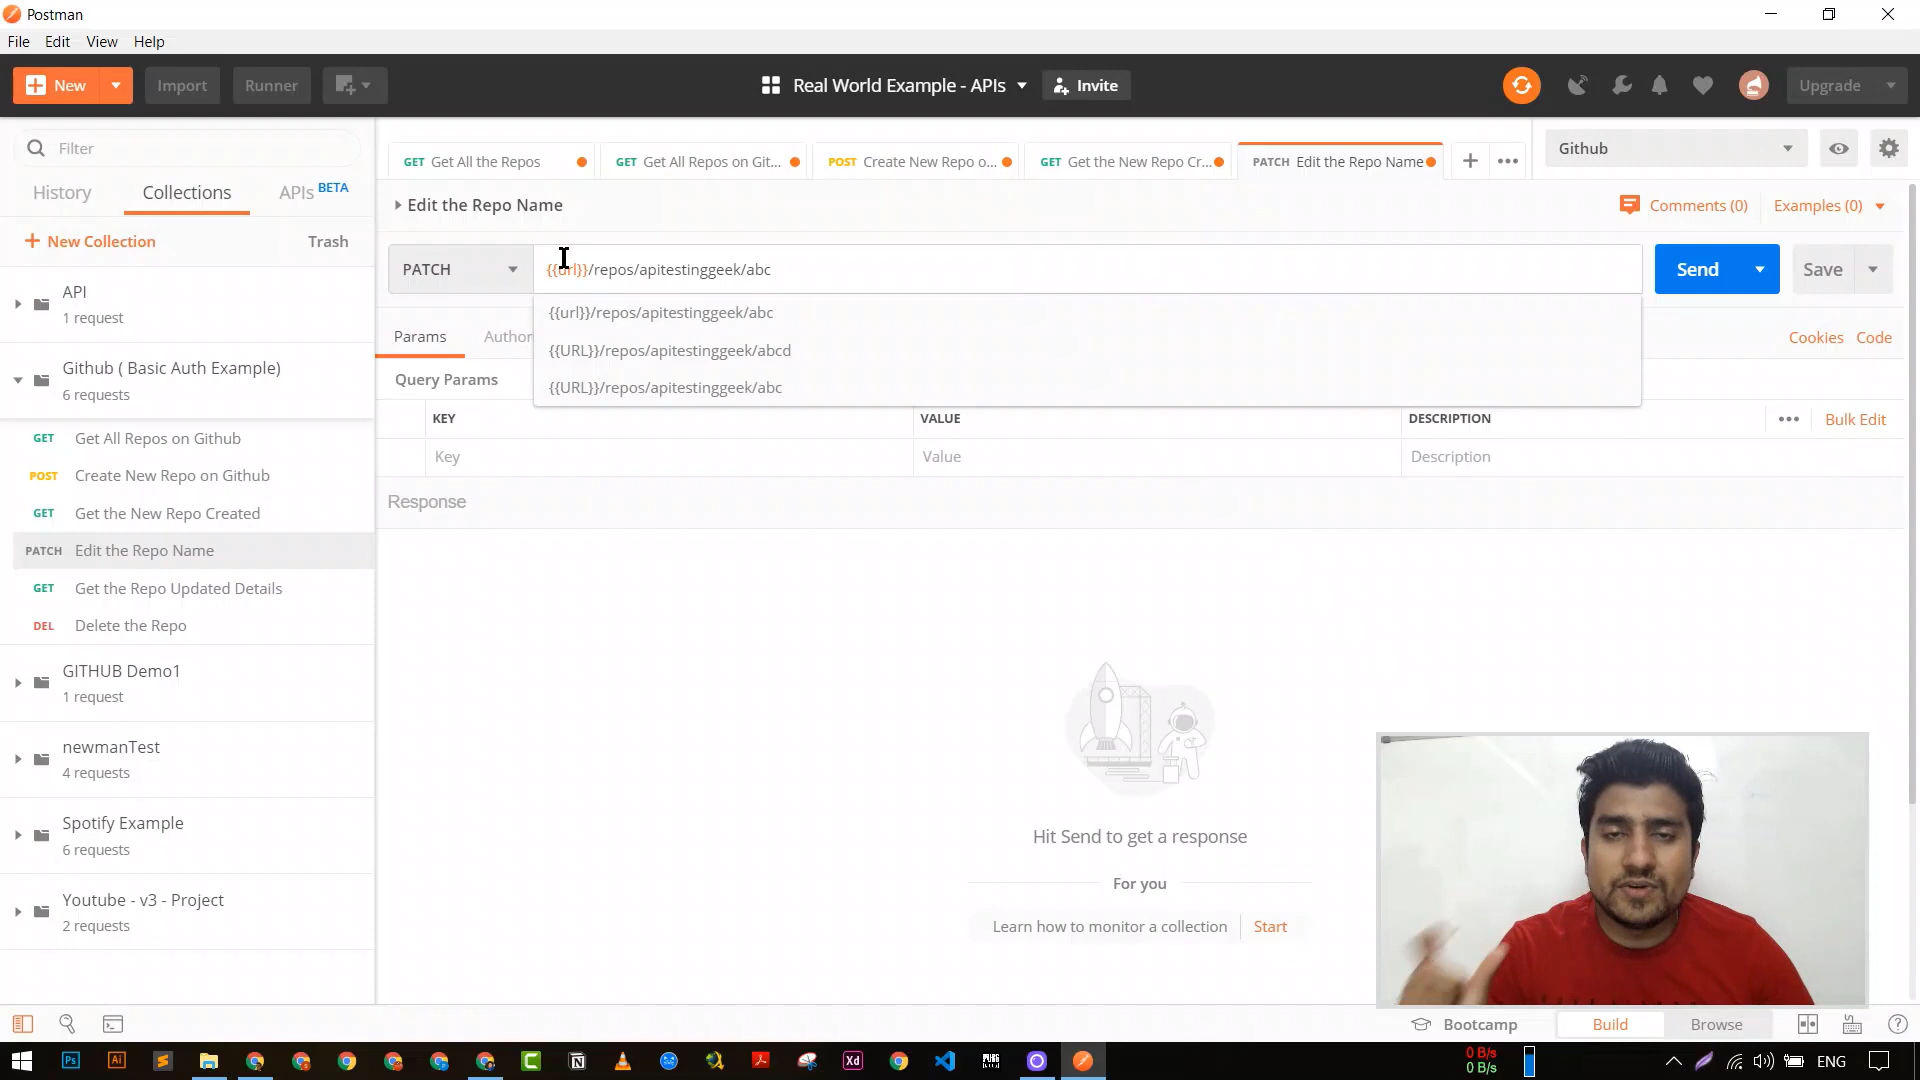 Postman
File Edit View Help
New Import Runner Real World Example - APIs Invite Upgrade
Filter
History Collections APIs BETA
New Collection Trash
API
1 request
Github ( Basic Auth Example)
6 requests
GET Get All Repos on Github
POST Create New Repo on Github
GET Get the New Repo Created
PATCH Edit the Repo Name
GET Get the Repo Updated Details
DEL Delete the Repo
GITHUB Demo1
1 request
newmanTest
4 requests
Spotify Example
6 requests
Youtube - v3 - Project
2 requests
GET Get All the Repos GET Get All Repos on Git... POST Create New Repo o... GET Get the New Repo Cr... PATCH Edit the Repo Name Github
Edit the Repo Name Comments (0) Examples (0)
PATCH {{url}}/repos/apitestinggeek/abc Send Save
{{url}}/repos/apitestinggeek/abc
{{URL}}/repos/apitestinggeek/abcd
{{URL}}/repos/apitestinggeek/abc
Params Author Cookies Code
Query Params
KEY VALUE DESCRIPTION Bulk Edit
Key Value Description
Response
Hit Send to get a response
For you
Learn how to monitor a collection Start
Bootcamp Build Browse
Ps Ai Xd 0 B/s ENG
0 B/s